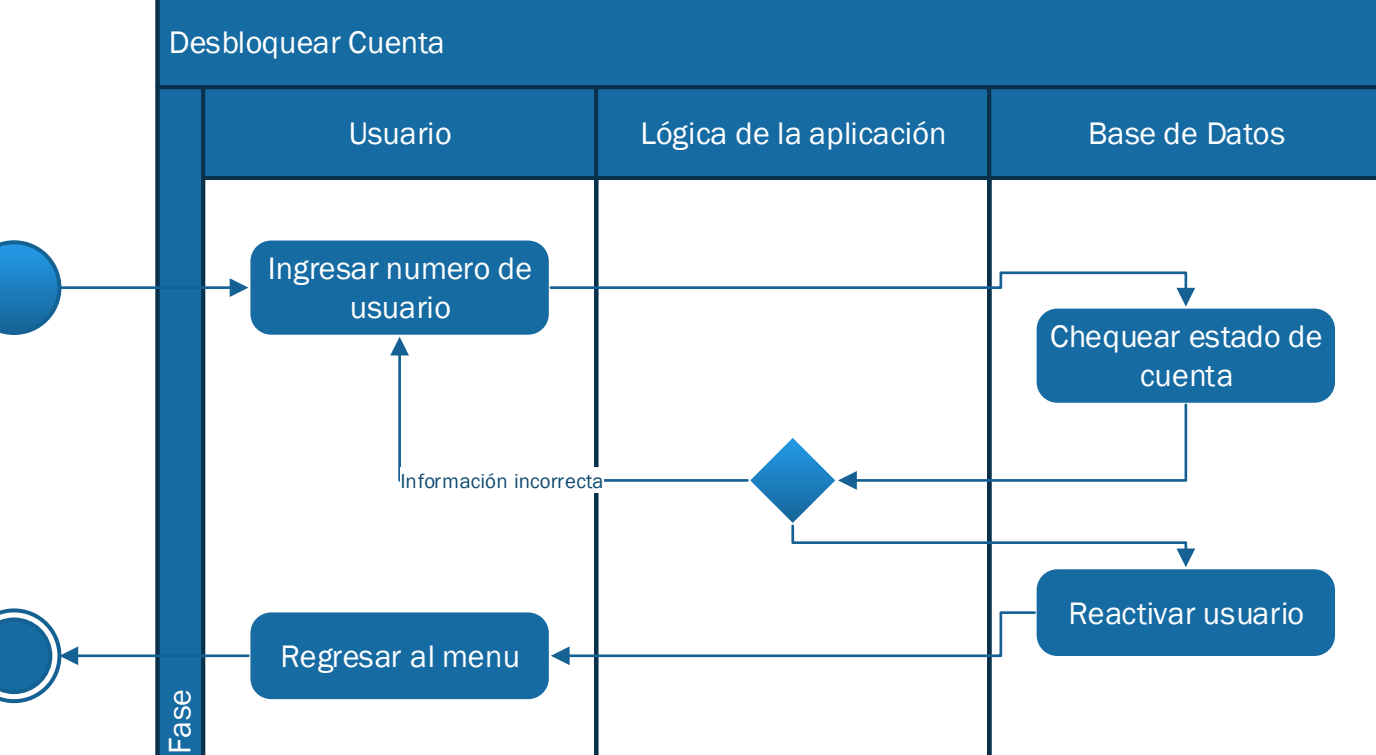 Desbloquear Cuenta
Usuario
Lógica de la aplicación
Base de Datos
Ingresar numero de
usuario
Chequear estado de
cuenta
Información incorrecta
Reactivar usuario
Regresar al menu
Fase